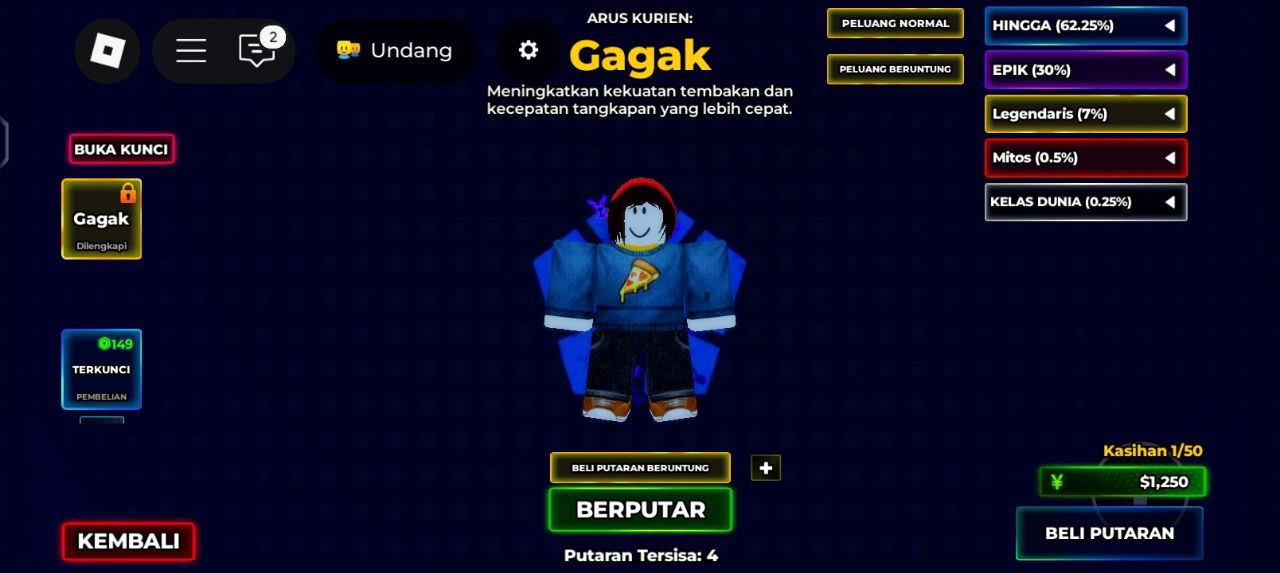 2
Undang
ARUS KURIEN:
Gagak
Meningkatkan kekuatan tembakan dan
kecepatan tangkapan yang lebih cepat.
PELUANG NORMAL
PELUANG BERUNTUNG
HINGGA (62.25%)
EPIK (30%)
Legendaris (7%)
Mitos (0.5%)
KELAS DUNIA (0.25%)
BUKA KUNCI
Gagak
Dilengkapi
149
TERKUNCI
PEMBELIAN
BELI PUTARAN BERUNTUNG
+
BERPUTAR
Putaran Tersisa: 4
KEMBALI
Kasihan 1/50
¥ $1,250
BELI PUTARAN